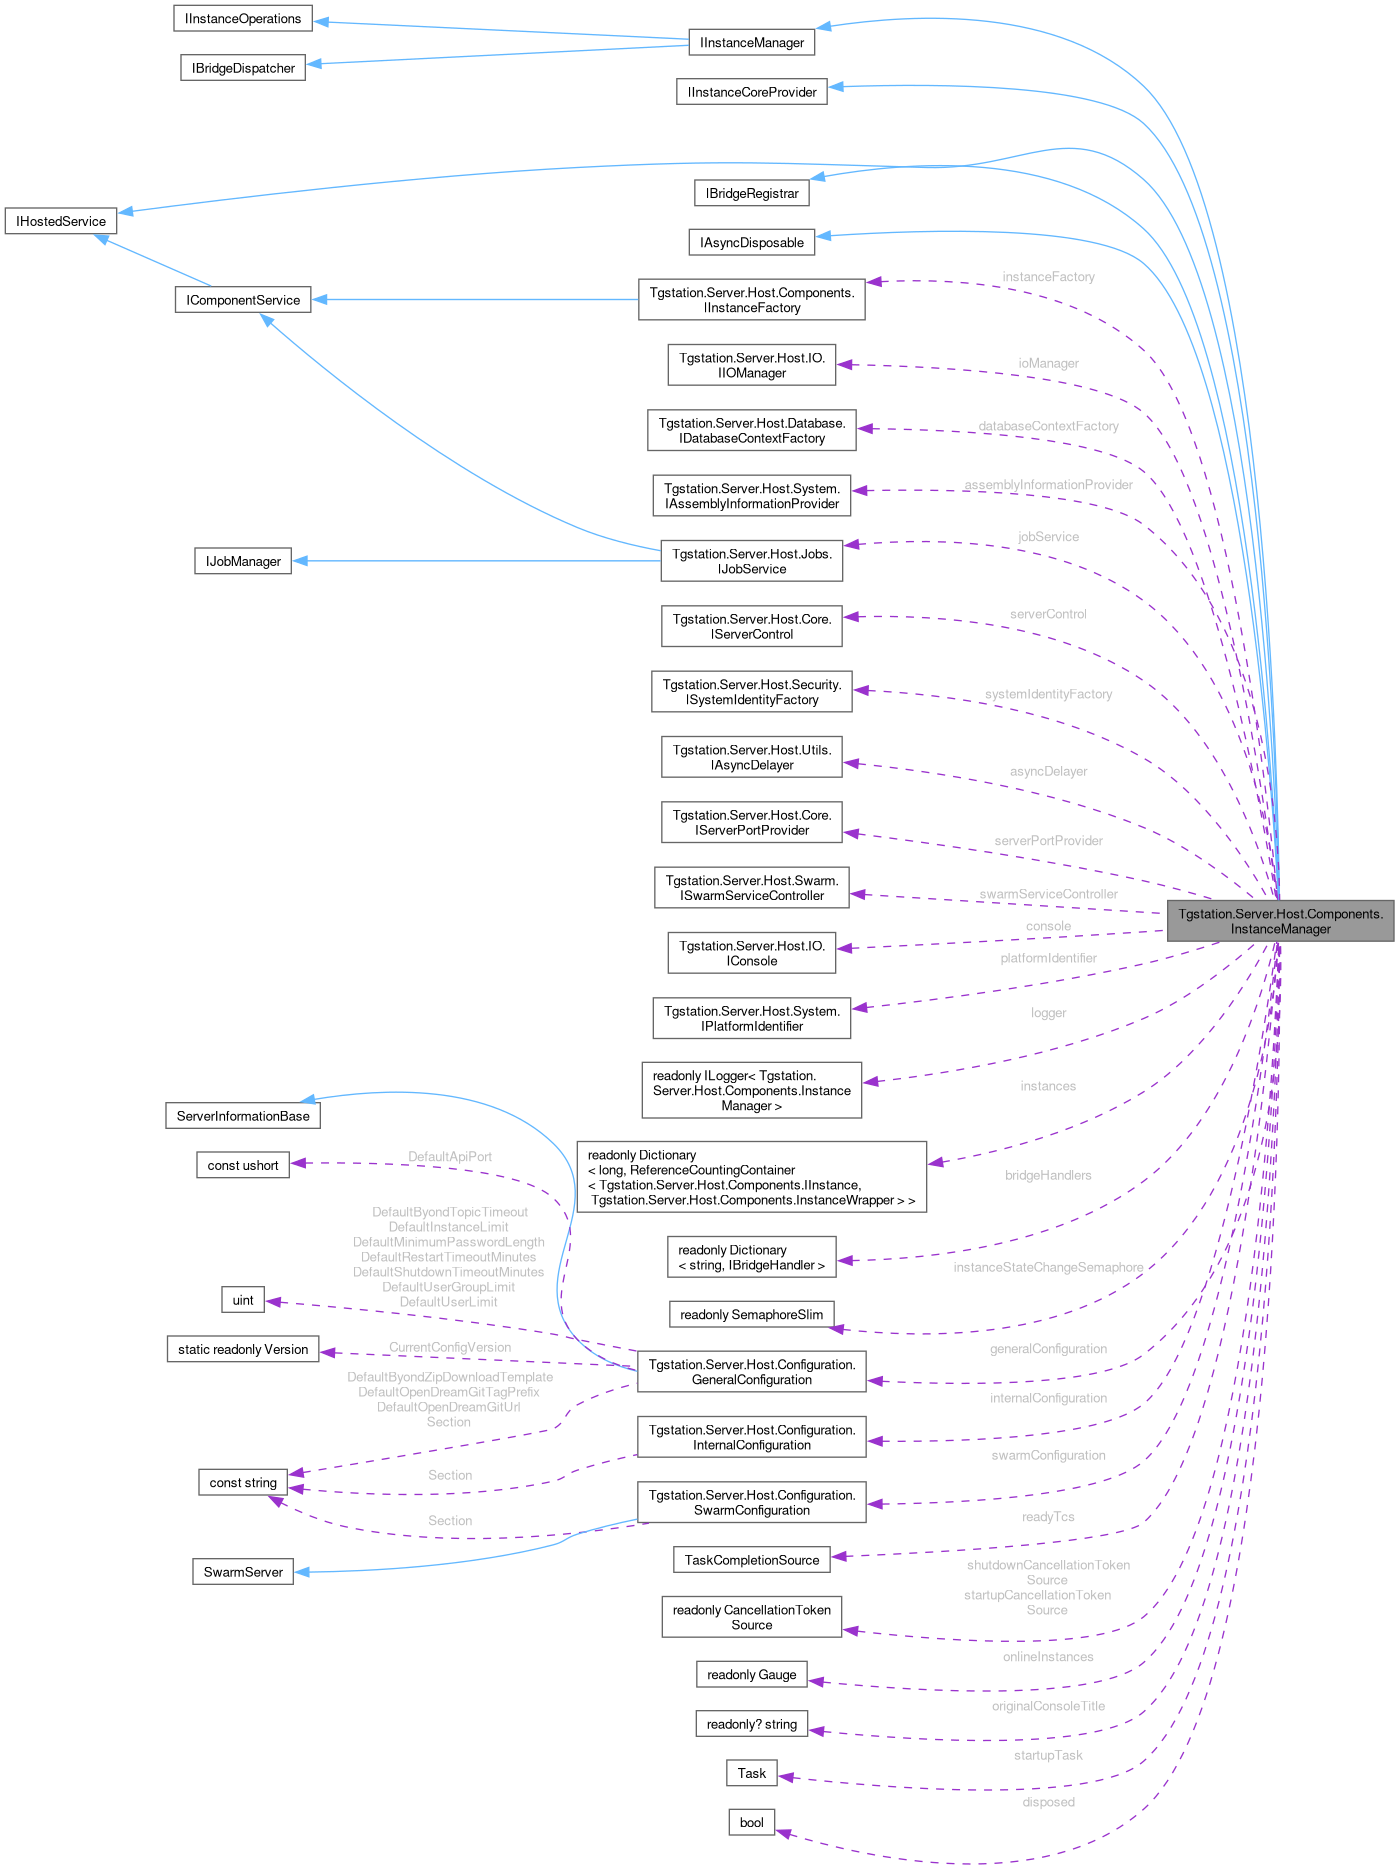 IInstanceOperations
IInstanceManager
IBridgeDispatcher
IInstanceCoreProvider
IBridgeRegistrar
IHostedService
IAsyncDisposable
instanceFactory
IComponentService
Tgstation.Server.Host.Components.
IInstanceFactory
ioManager
Tgstation.Server.Host.IO.
IIOManager
databaseContextFactory
Tgstation.Server.Host.Database.
IDatabaseContextFactory
assemblyInformationProvider
Tgstation.Server.Host.System.
IAssemblyInformationProvider
jobService
IJobManager
Tgstation.Server.Host.Jobs.
IJobService
serverControl
Tgstation.Server.Host.Core.
IServerControl
systemIdentityFactory
Tgstation.Server.Host.Security.
ISystemIdentityFactory
asyncDelayer
Tgstation.Server.Host.Utils.
IAsyncDelayer
serverPortProvider
Tgstation.Server.Host.Core.
IServerPortProvider
swarmServiceController
Tgstation.Server.Host.Swarm.
ISwarmServiceController
Tgstation.Server.Host.Components.
InstanceManager
console
Tgstation.Server.Host.IO.
IConsole
platformIdentifier
Tgstation.Server.Host.System.
IPlatformIdentifier
logger
readonly ILogger< Tgstation.
Server.Host.Components.Instance
Manager >
instances
ServerInformationBase
const ushort
DefaultApiPort
readonly Dictionary
< long, ReferenceCountingContainer
< Tgstation.Server.Host.Components.IInstance,
Tgstation.Server.Host.Components.InstanceWrapper > >
bridgeHandlers
DefaultByondTopicTimeout
DefaultInstanceLimit
DefaultMinimumPasswordLength
DefaultRestartTimeoutMinutes
DefaultShutdownTimeoutMinutes
DefaultUserGroupLimit
DefaultUserLimit
readonly Dictionary
< string, IBridgeHandler >
instanceStateChangeSemaphore
uint
readonly SemaphoreSlim
static readonly Version
CurrentConfigVersion
generalConfiguration
Tgstation.Server.Host.Configuration.
GeneralConfiguration
DefaultByondZipDownloadTemplate
DefaultOpenDreamGitTagPrefix
DefaultOpenDreamGitUrl
Section
internalConfiguration
Tgstation.Server.Host.Configuration.
InternalConfiguration
const string
Section
swarmConfiguration
Tgstation.Server.Host.Configuration.
SwarmConfiguration
Section
readyTcs
SwarmServer
TaskCompletionSource
shutdownCancellationToken
Source
startupCancellationToken
Source
readonly CancellationToken
Source
onlineInstances
readonly Gauge
originalConsoleTitle
readonly? string
startupTask
Task
disposed
bool